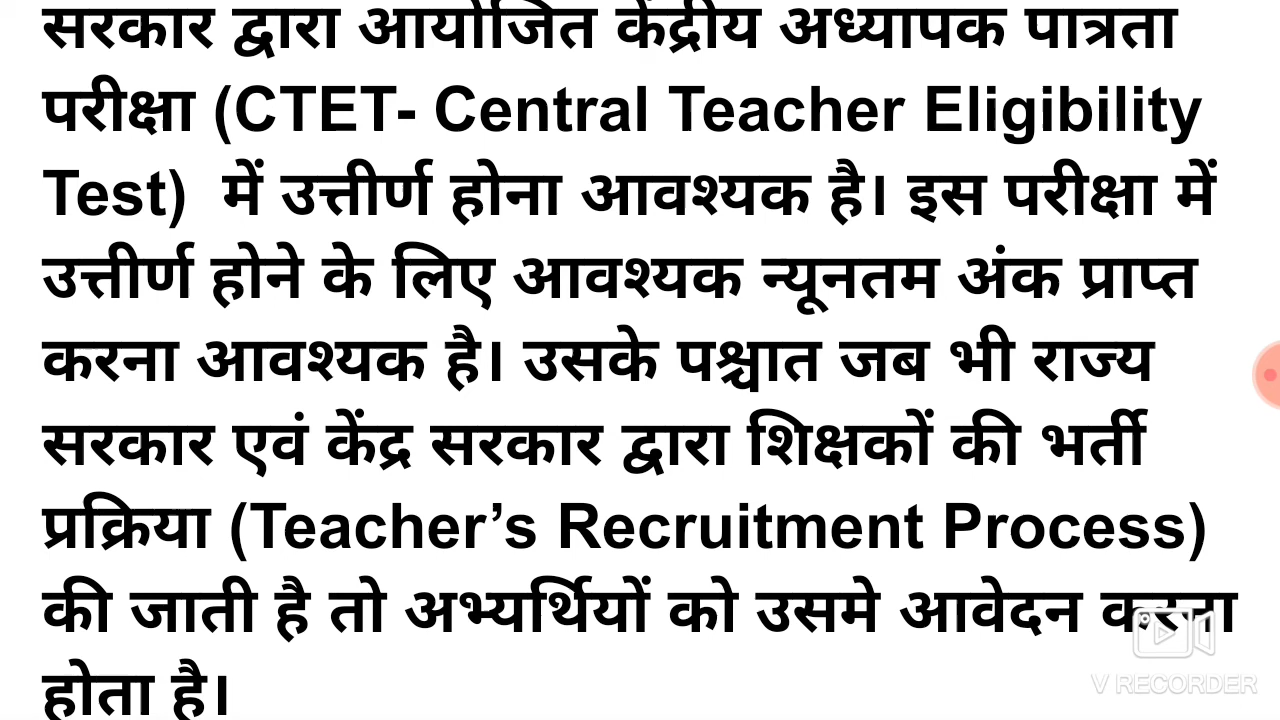 सरकार द्वारा आयोजित केंद्रीय अध्यापक पात्रता
परीक्षा (CTET- Central Teacher Eligibility
Test)  में उत्तीर्ण होना आवश्यक है। इस परीक्षा में
उत्तीर्ण होने के लिए आवश्यक न्यूनतम अंक प्राप्त
करना आवश्यक है। उसके पश्चात जब भी राज्य
सरकार एवं केंद्र सरकार द्वारा शिक्षकों की भर्ती
प्रक्रिया (Teacher’s Recruitment Process)
की जाती है तो अभ्यर्थियों को उसमे आवेदन करना
होता है।
V RECORDER